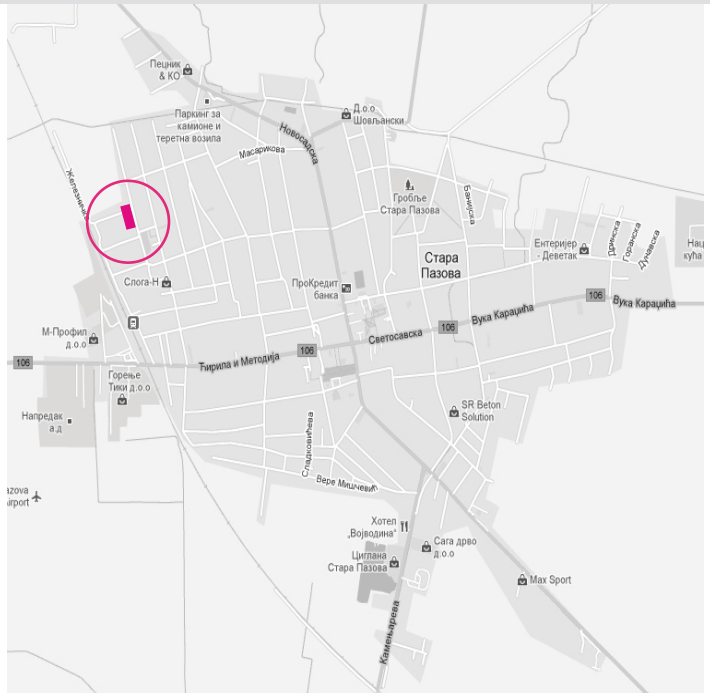 Пецник
& КО
Паркинг за
камионе и
теретна возила
Д.о.о
Шовљански
Новосадска
Масарикова
Железничка
Гробље
Стара Пазова
Банијска
Стара
Пазова
Ентеријер
- Деветак
Дринска
Горанска
Дунавска
Нац
кућа
Слога-Н
ПроКредит
банка
М-Профил
д.о.о
106
Горење
Тики д.о.о
Ћирила и Методија
106
Светосавска
106
Вука Караџића
106
Вука Караџића
Напредак
а.д
SR Beton
Solution
Сладковићева
Вере Мишчевић
azova
irport
Хотел
„Војводина“
Циглана
Стара Пазова
Сага дрво
д.о.о
Max Sport
Камењарева